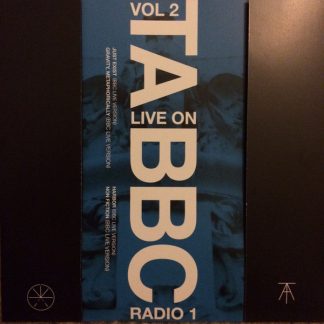 VOL 2
TA
LIVE ON
BBC
RADIO 1
JUST EXIST (BBC LIVE VERSION)
GRAVITY, METAPHORICALLY (BBC LIVE VERSION)
HARBOR (BBC LIVE VERSION)
NON FICTION (BBC LIVE VERSION)